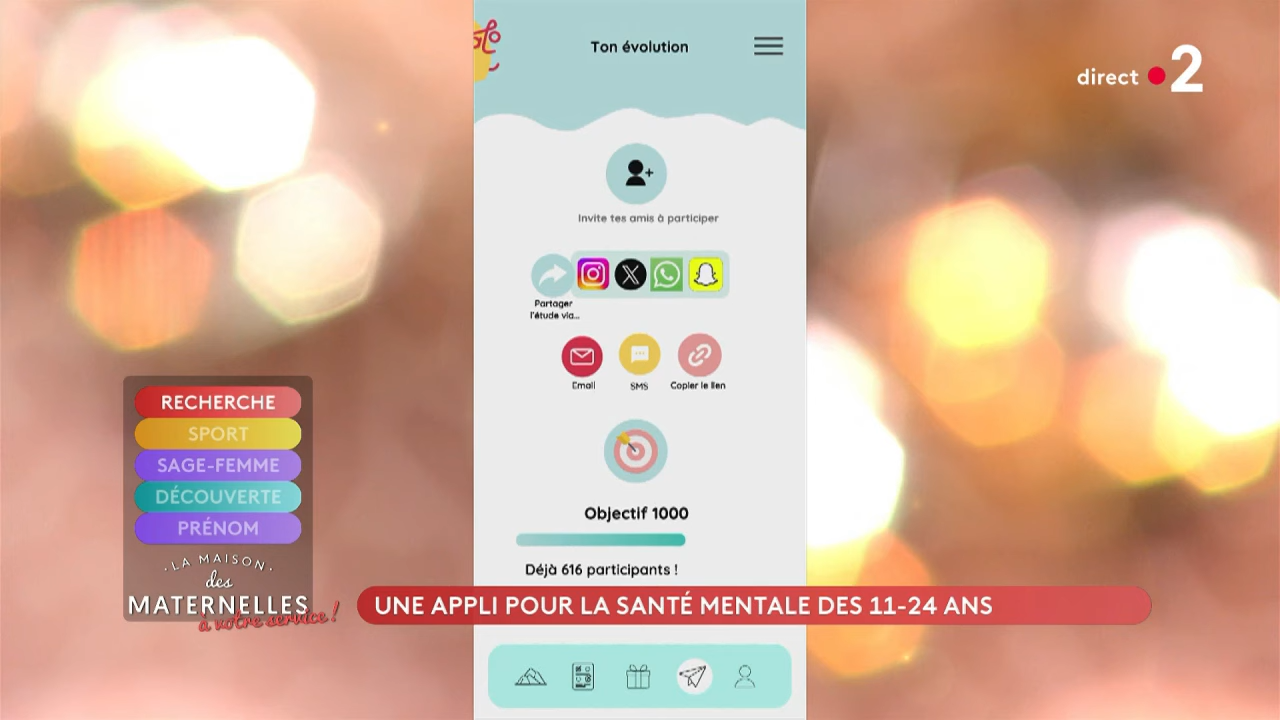 Ton évolution
direct 2
Invite tes amis à participer
Partager
l'étude via...
Email
SMS
Copier le lien
Objectif 1000
Déjà 616 participants !
RECHERCHE
SPORT
SAGE-FEMME
DÉCOUVERTE
PRÉNOM
.LA MAISON.
des
MATERNELLES
à votre service !
UNE APPLI POUR LA SANTÉ MENTALE DES 11-24 ANS